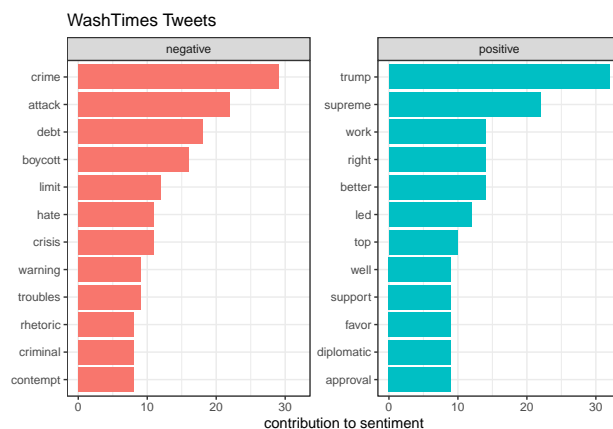 WashTimes Tweets
negative
crime
attack
debt
boycott
limit
hate
crisis
warning
troubles
rhetoric
criminal
contempt
0 10 20 30
positive
trump
supreme
work
right
better
led
top
well
support
favor
diplomatic
approval
0 10 20 30
contribution to sentiment